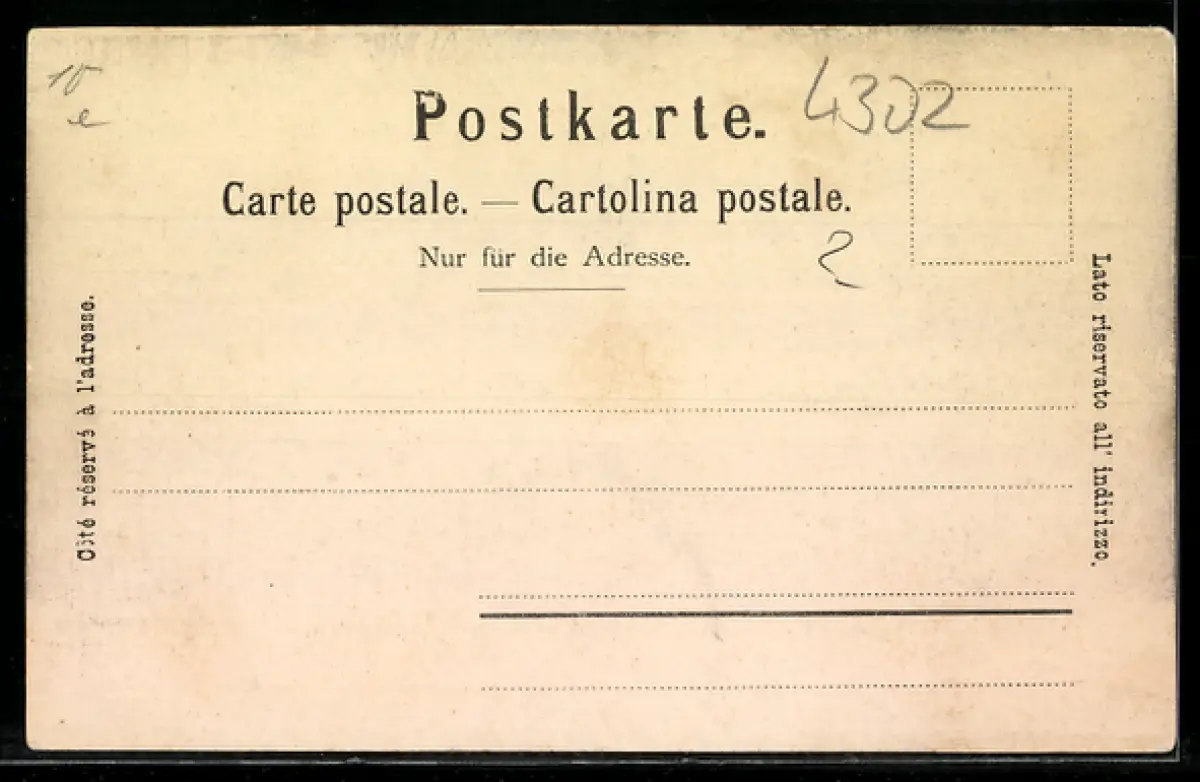 10
e
4302
Postkarte.
Carte postale. — Cartolina postale.
Nur für die Adresse.
2
Côté réservé à l'adresse.
Lato riservato all' indirizzo.